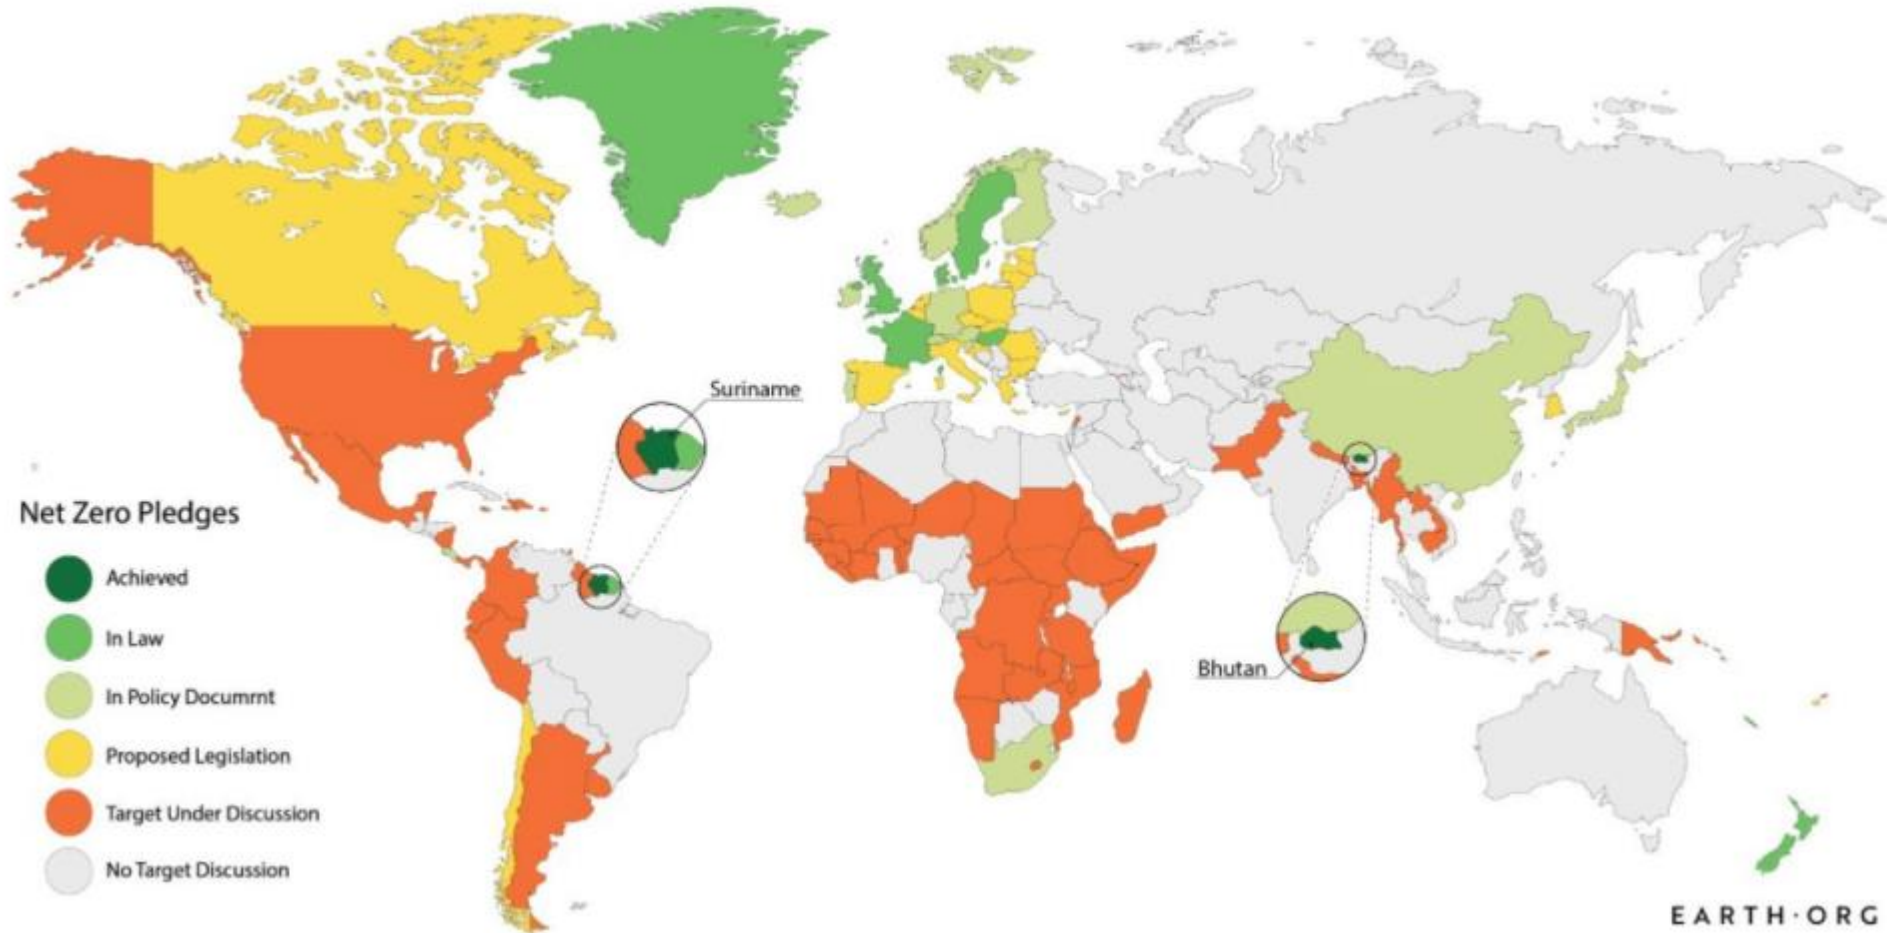 Suriname
Net Zero Pledges
Achieved
In Law
In Policy Documrnt
Proposed Legislation
Target Under Discussion
No Target Discussion
Bhutan
EARTH·ORG